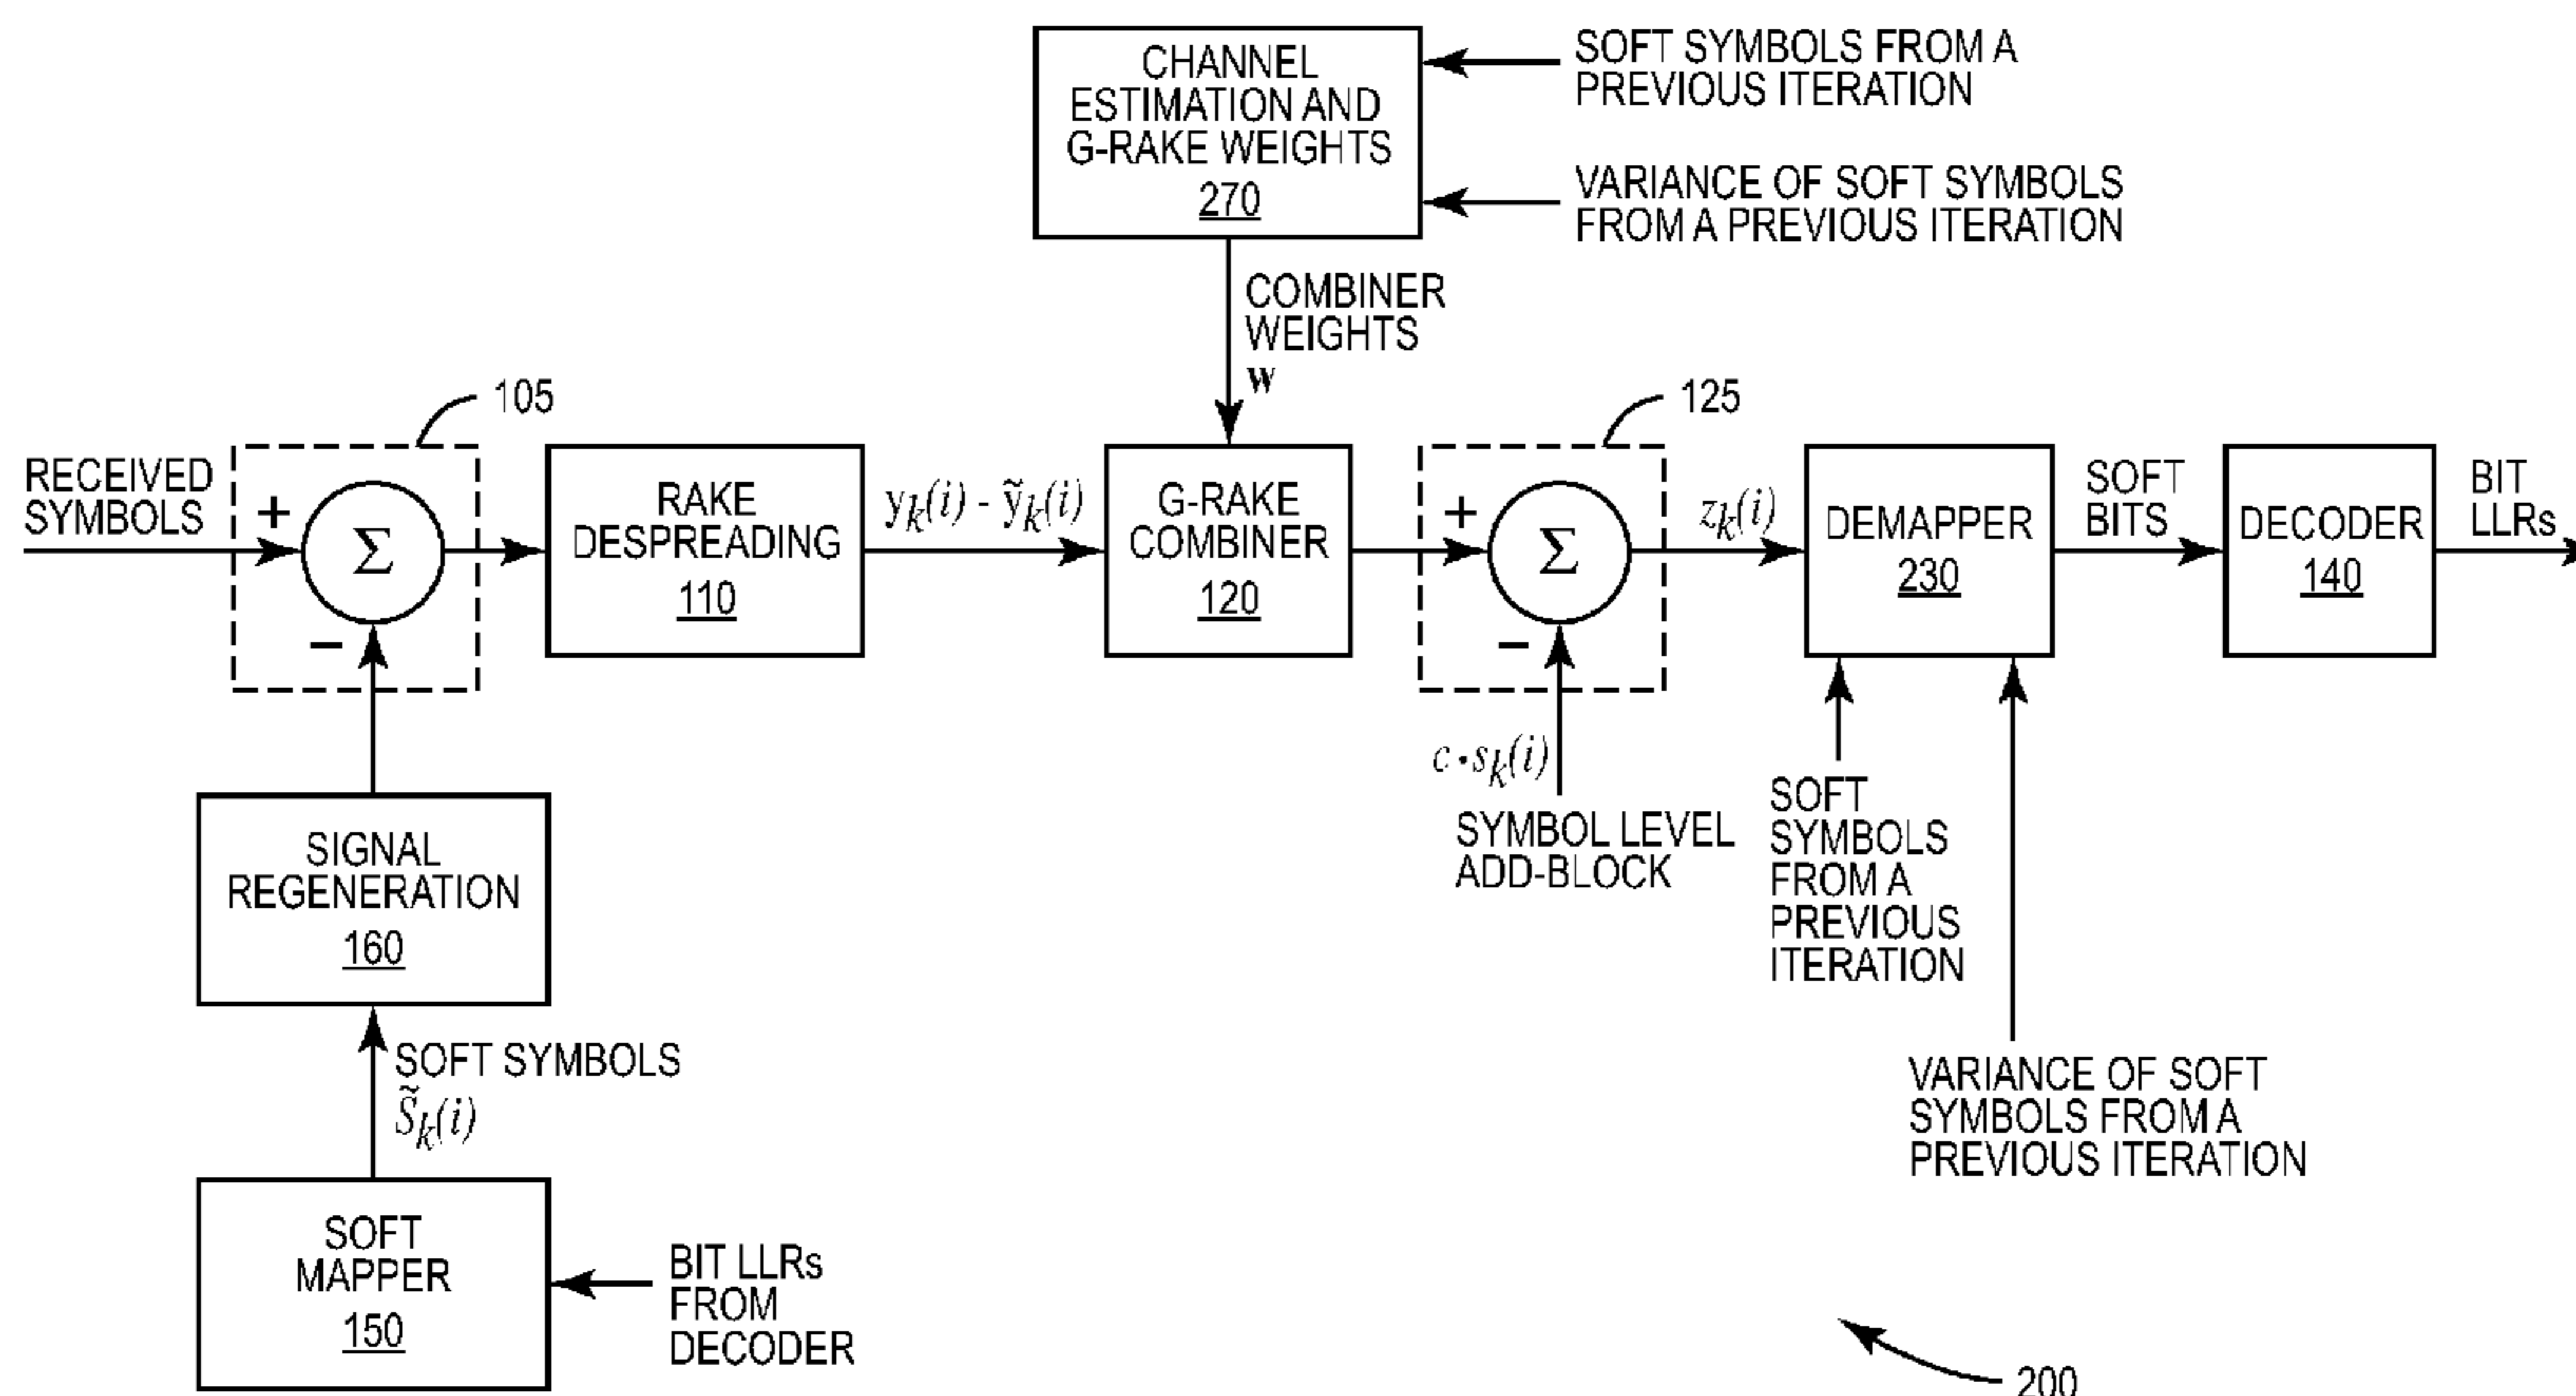 CHANNEL
ESTIMATION AND
G-RAKE WEIGHTS
270
SOFT SYMBOLS FROM A
PREVIOUS ITERATION
VARIANCE OF SOFT SYMBOLS
FROM A PREVIOUS ITERATION
COMBINER
WEIGHTS
w
105
125
RECEIVED
SYMBOLS
+
Σ
−
RAKE
DESPREADING
110
yk(i) - ỹk(i)
G-RAKE
COMBINER
120
+
Σ
−
zk(i)
DEMAPPER
230
SOFT
BITS
DECODER
140
BIT
LLRs
c·sk(i)
SYMBOL LEVEL
ADD-BLOCK
SOFT
SYMBOLS
FROM A
PREVIOUS
ITERATION
VARIANCE OF SOFT
SYMBOLS FROM A
PREVIOUS ITERATION
SIGNAL
REGENERATION
160
SOFT SYMBOLS
S̃k(i)
SOFT
MAPPER
150
BIT LLRs
FROM
DECODER
200